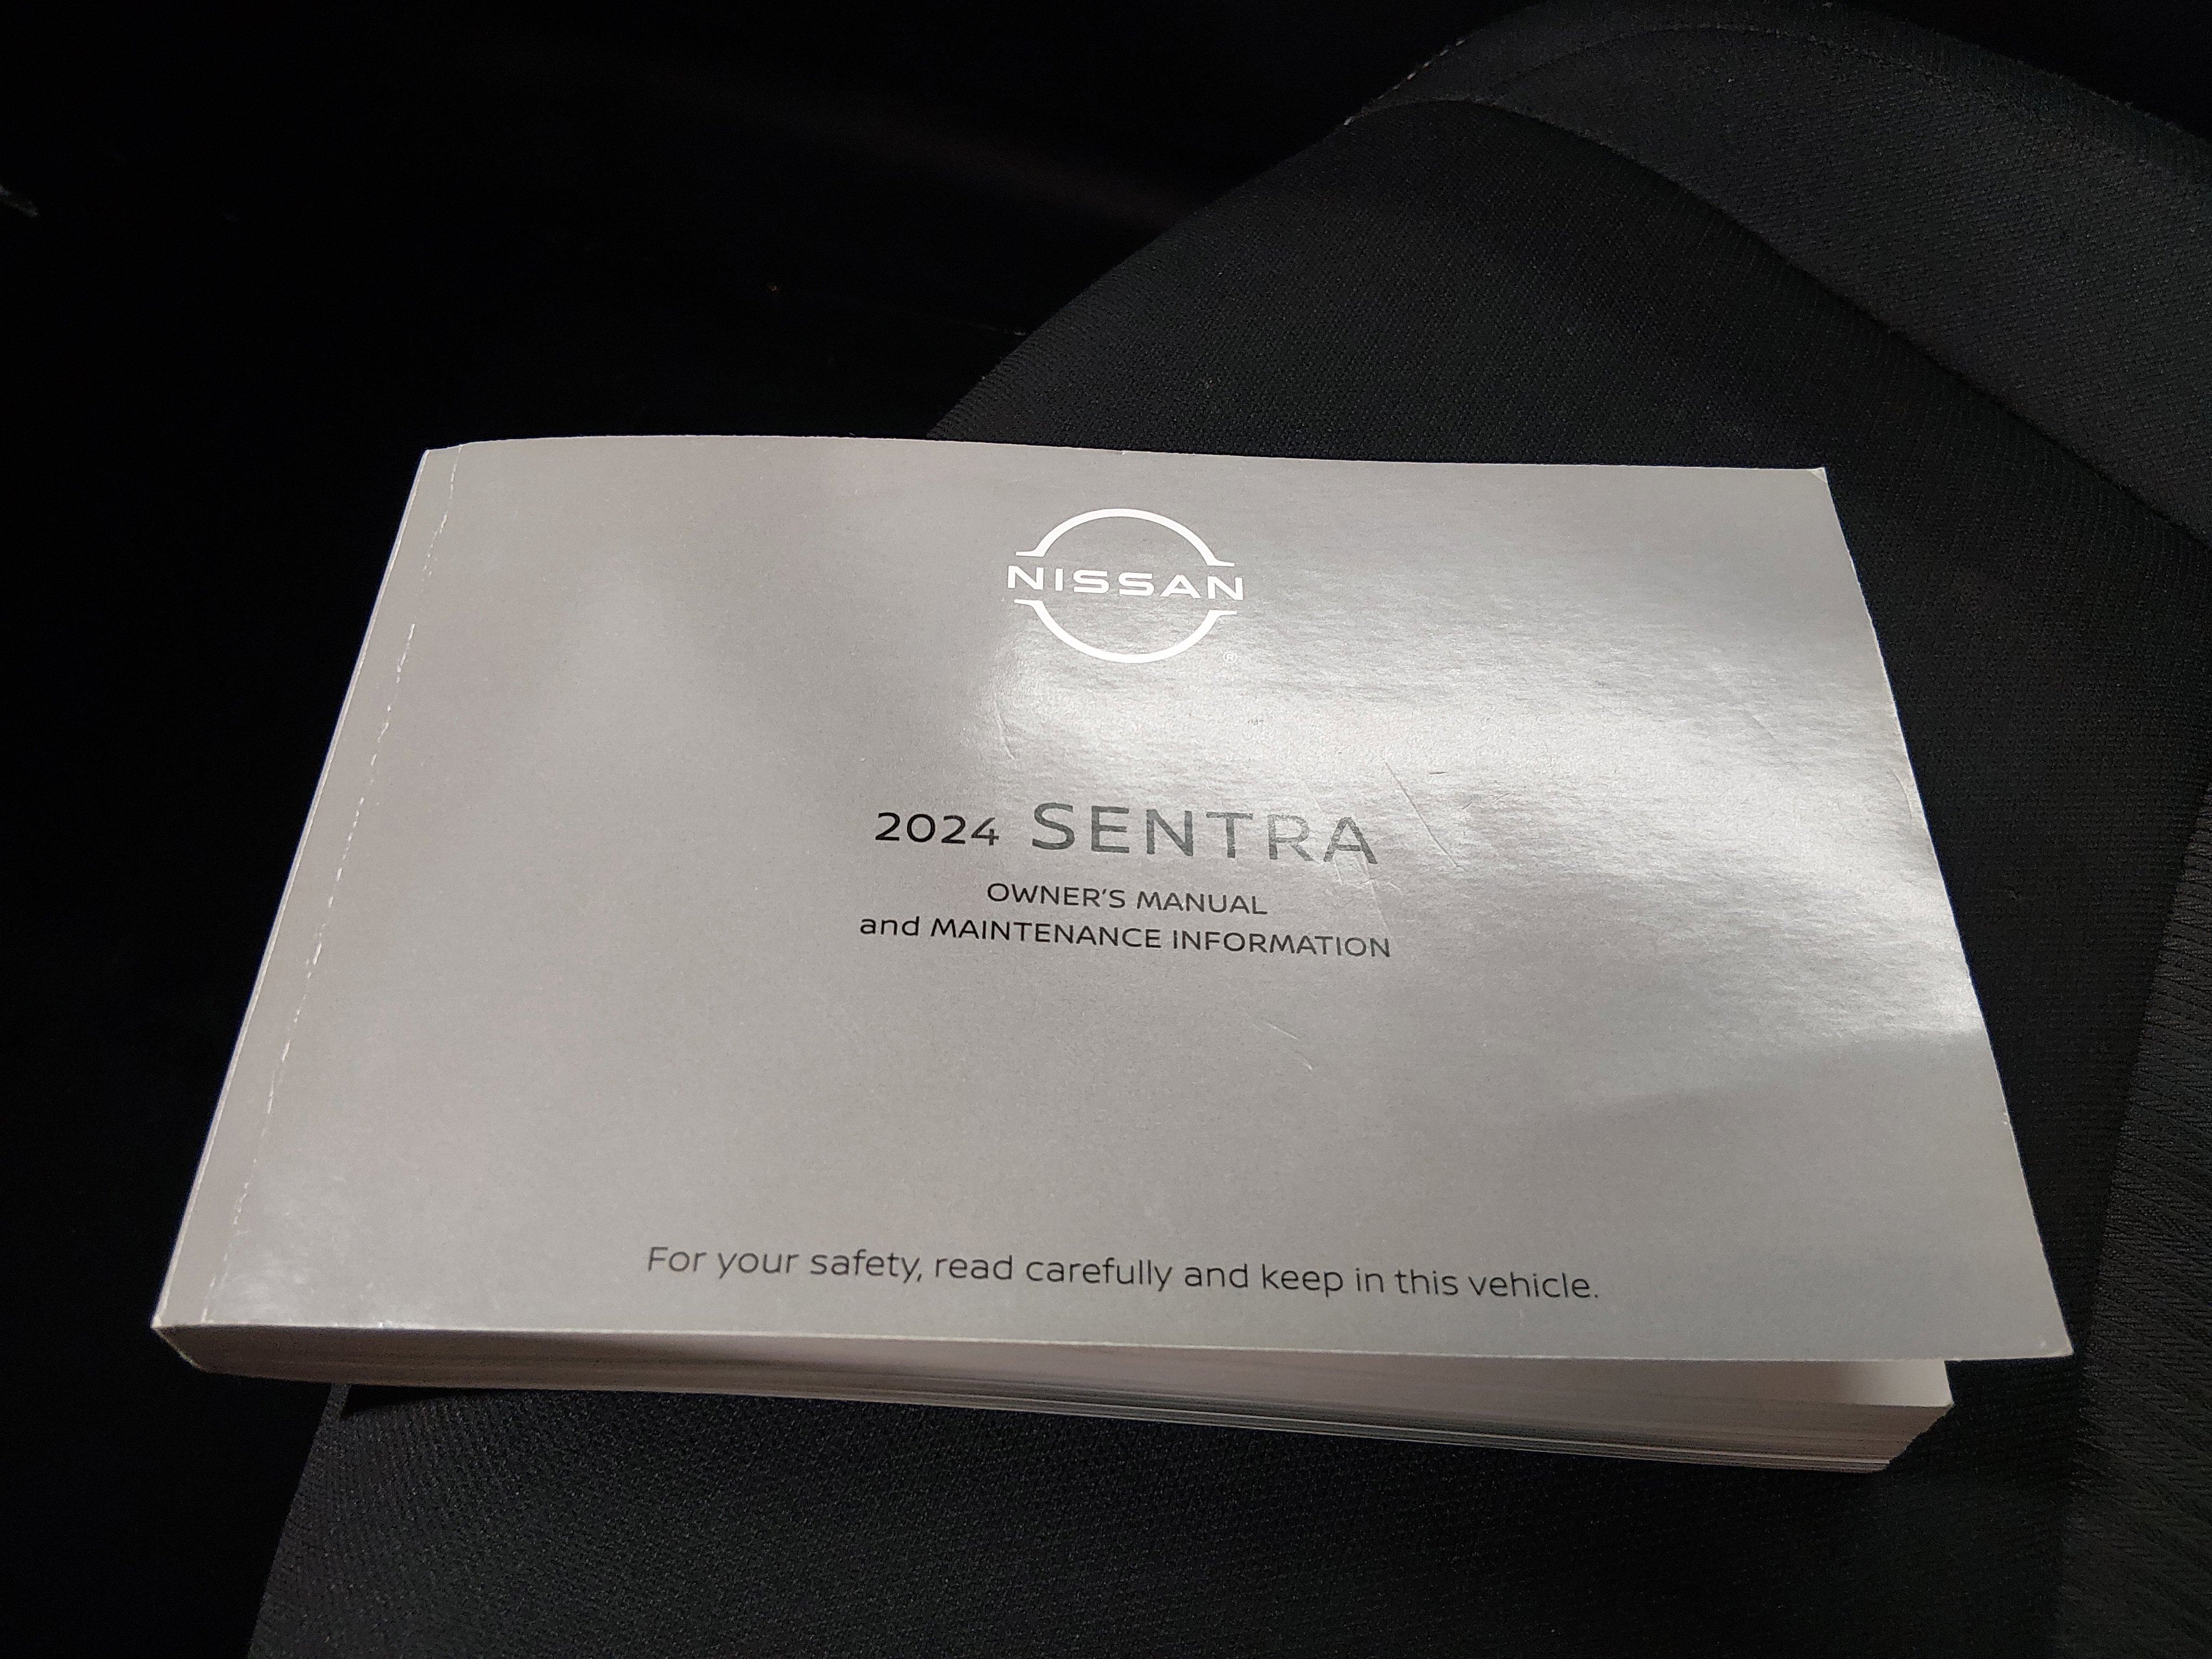 NISSAN
®
2024 SENTRA
OWNER'S MANUAL
and MAINTENANCE INFORMATION
For your safety, read carefully and keep in this vehicle.